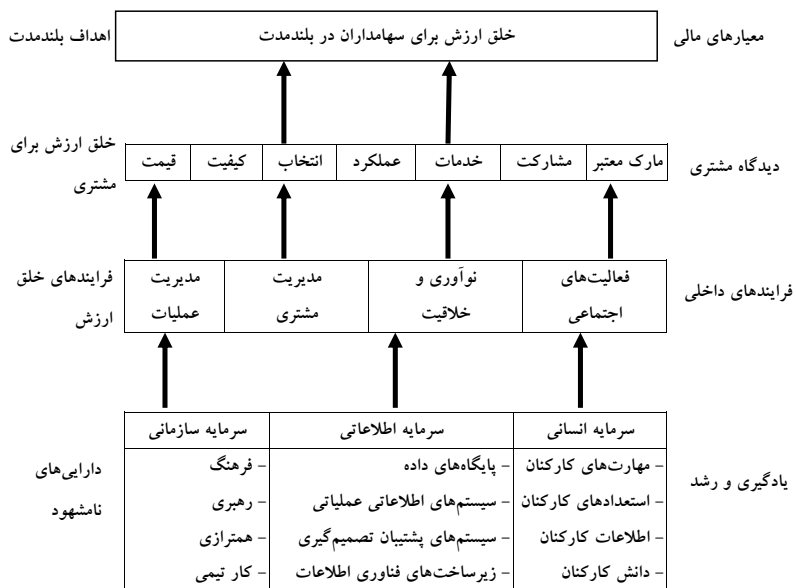 معیارهای مالی
خلق ارزش برای سهامداران در بلندمدت
اهداف بلندمدت
دیدگاه مشتری
مارک معتبر
مشارکت
خدمات
عملکرد
انتخاب
کیفیت
قیمت
خلق ارزش برای
مشتری
فرایندهای داخلی
فعالیت‌های
اجتماعی
نوآوری و
خلاقیت
مدیریت
مشتری
مدیریت
عملیات
فرایندهای خلق
ارزش
یادگیری و رشد
سرمایه انسانی
- مهارت‌های کارکنان
- استعدادهای کارکنان
- اطلاعات کارکنان
- دانش کارکنان
سرمایه اطلاعاتی
- پایگاه‌های داده
- سیستم‌های اطلاعاتی عملیاتی
- سیستم‌های پشتیبان تصمیم‌گیری
- زیرساخت‌های فناوری اطلاعات
سرمایه سازمانی
- فرهنگ
- رهبری
- همترازی
- کار تیمی
دارایی‌های
نامشهود